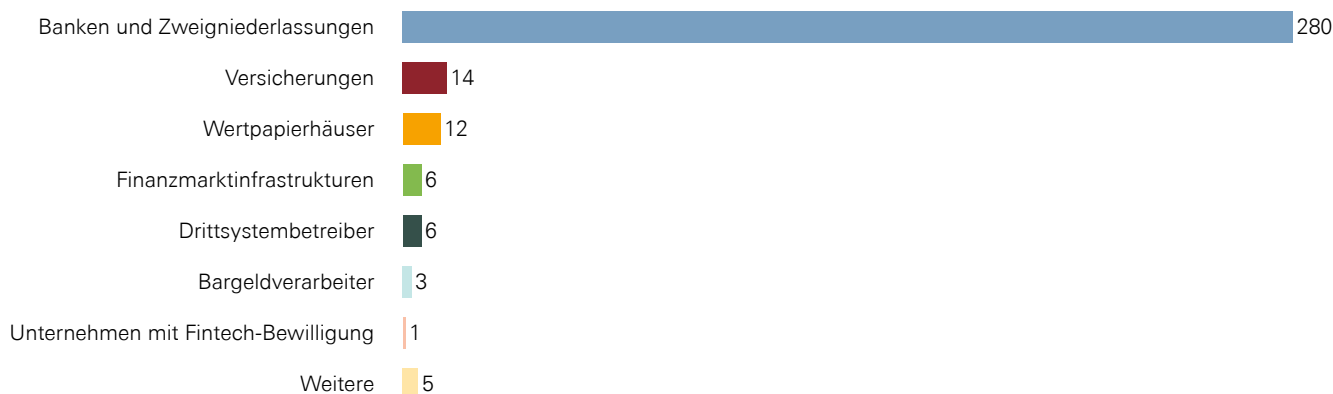 Banken und Zweigniederlassungen 280
Versicherungen 14
Wertpapierhäuser 12
Finanzmarktinfrastrukturen 6
Drittsystembetreiber 6
Bargeldverarbeiter 3
Unternehmen mit Fintech-Bewilligung 1
Weitere 5